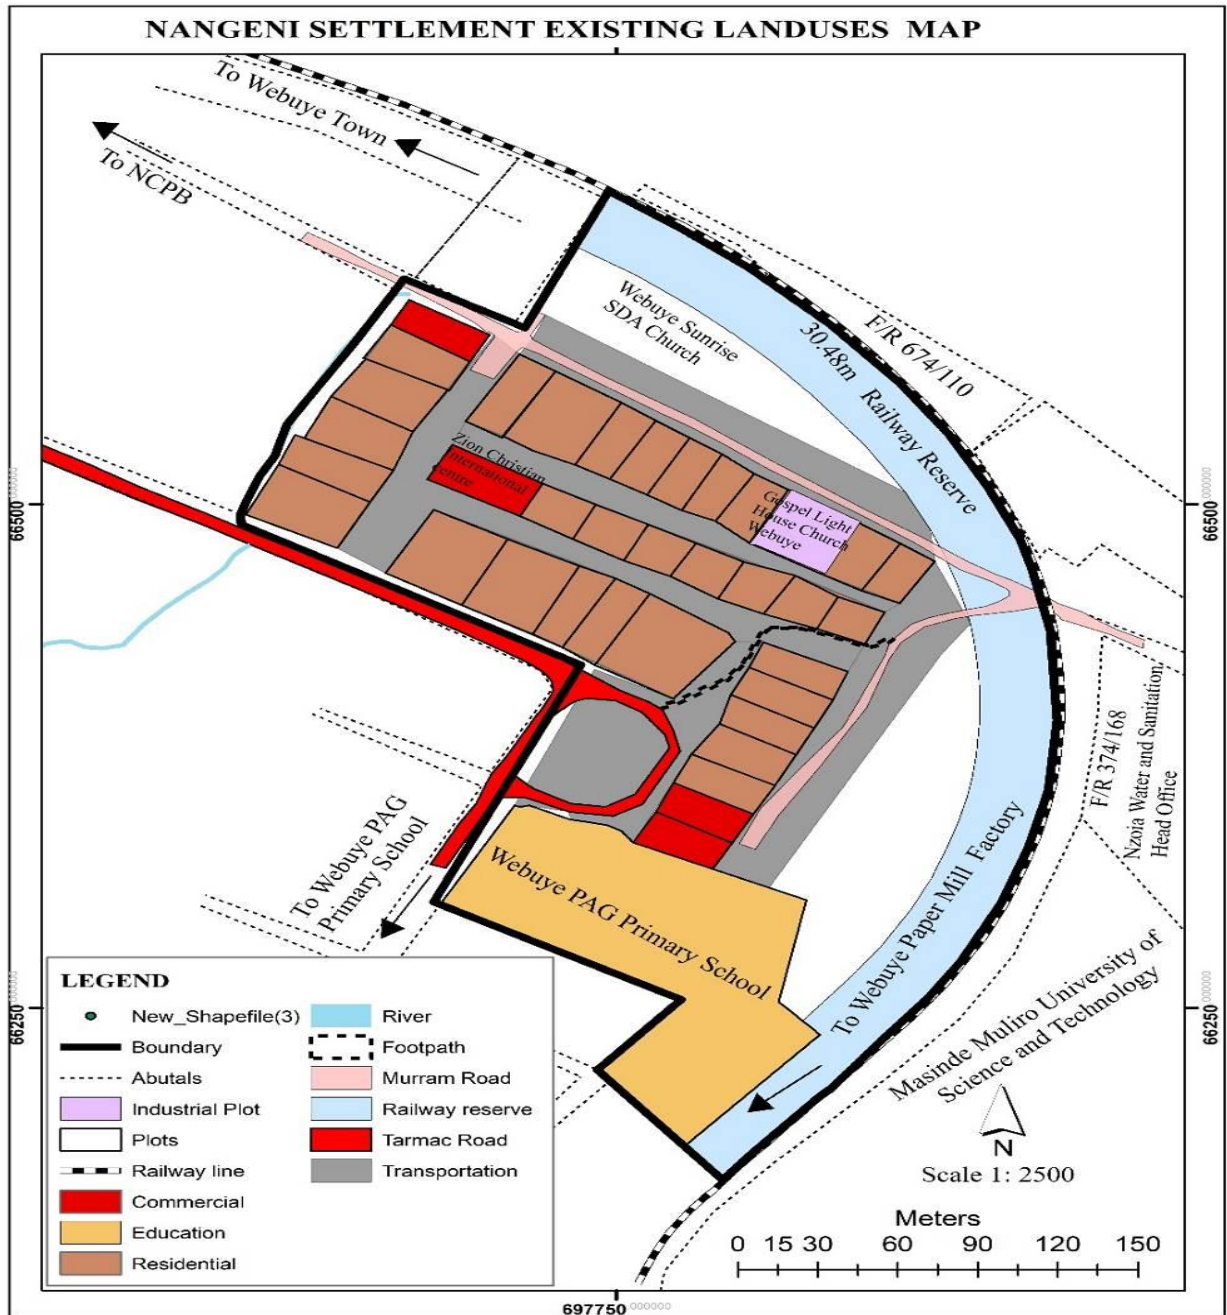 NANGENI SETTLEMENT EXISTING LANDUSES MAP
To Webuye Town
To NCPB
Webuye Sunrise
SDA Church
F/R 674/110
30.48m Railway Reserve
Zion Christian
International
Centre
Gospel Light
House Church
Webuye
66500 000000
66500 000000
F/R 374/168
Nzoia Water and Sanitation
Head Office
To Webuye PAG
Primary School
Webuye PAG Primary School
To Webuye Paper Mill Factory
Masinde Muliro University of
Science and Technology
66250 000000
66250 000000
LEGEND
New_Shapefile(3)
Boundary
Abutals
Industrial Plot
Plots
Railway line
Commercial
Education
Residential
River
Footpath
Murram Road
Railway reserve
Tarmac Road
Transportation
N
Scale 1: 2500
Meters
0 15 30 60 90 120 150
697750 000000